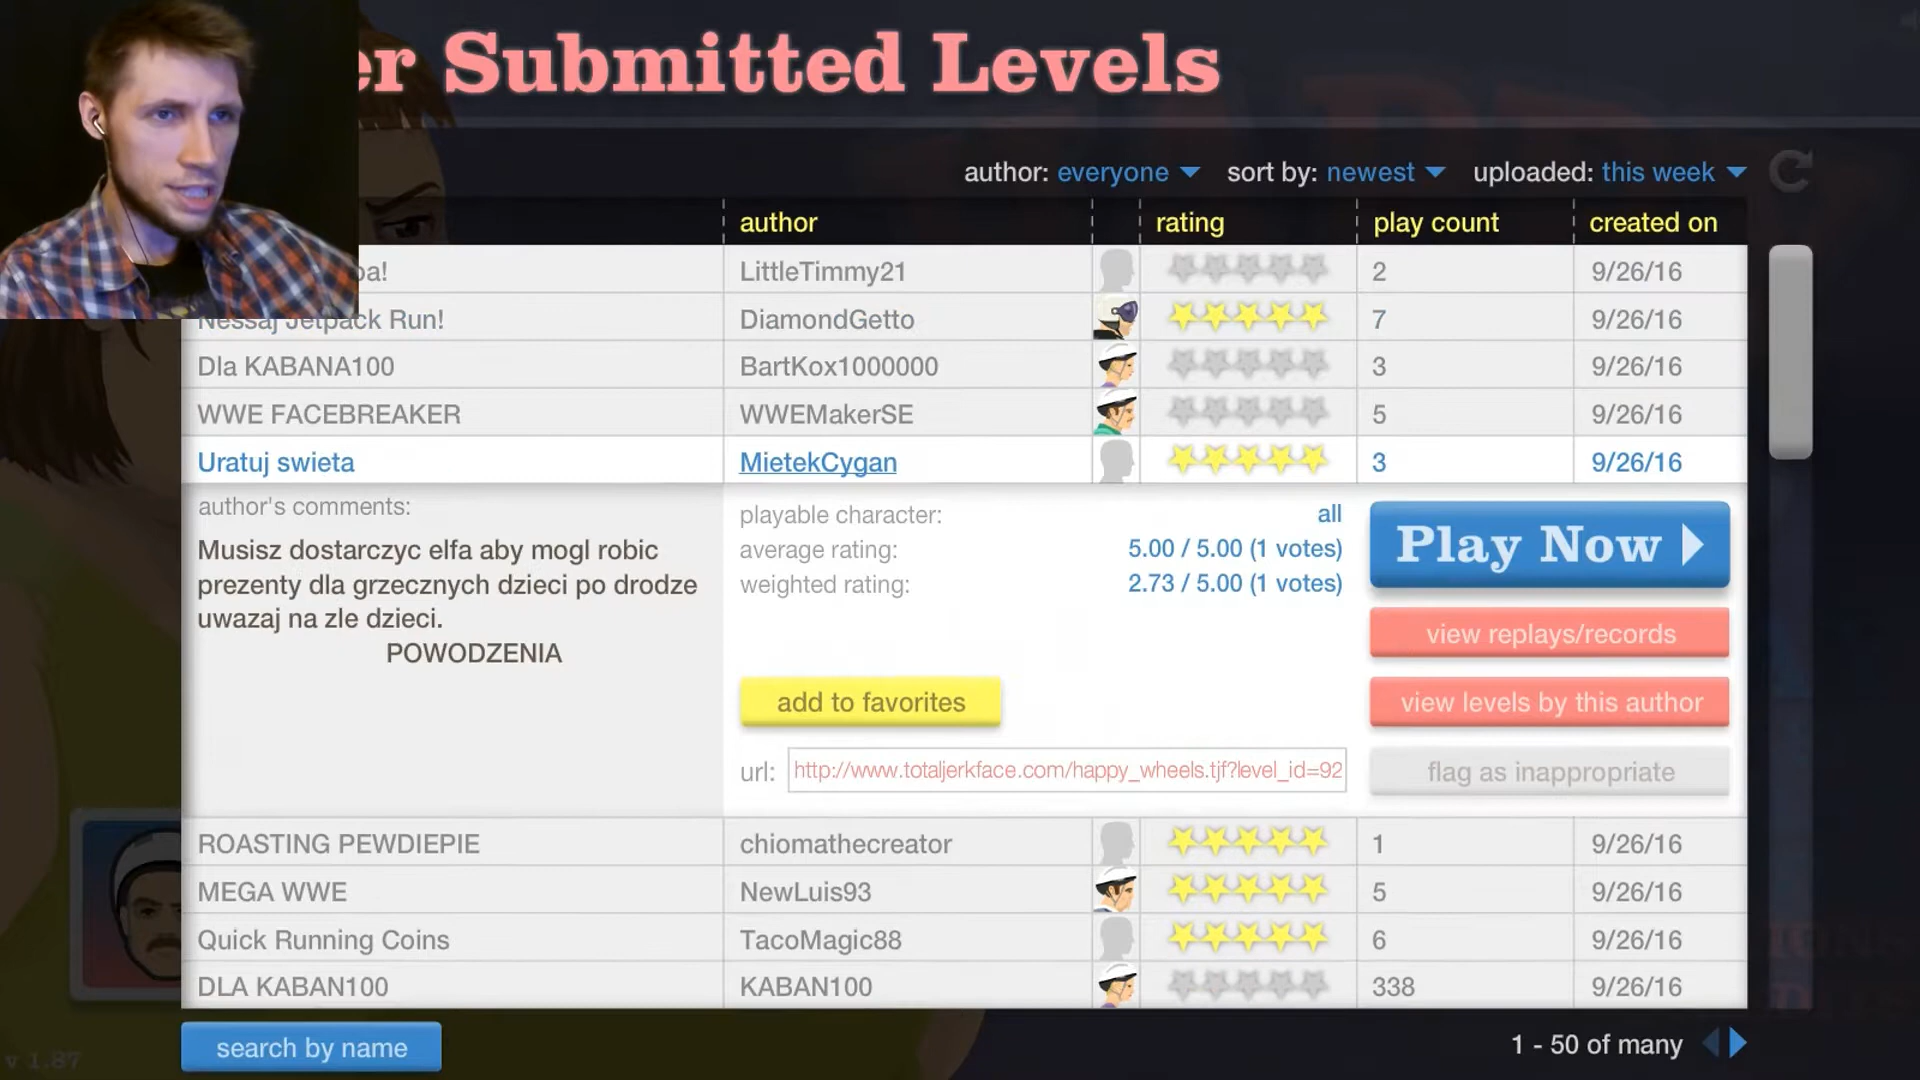 er Submitted Levels
author: everyone sort by: newest uploaded: this week
author rating play count created on
pa! LittleTimmy21 2 9/26/16
Nessaj Jetpack Run! DiamondGetto 7 9/26/16
Dla KABANA100 BartKox1000000 3 9/26/16
WWE FACEBREAKER WWEMakerSE 5 9/26/16
Uratuj swieta MietekCygan 3 9/26/16
author's comments:
Musisz dostarczyc elfa aby mogl robic
prezenty dla grzecznych dzieci po drodze
uwazaj na zle dzieci.
POWODZENIA
playable character: all
average rating: 5.00 / 5.00 (1 votes)
weighted rating: 2.73 / 5.00 (1 votes)
add to favorites
url: http://www.totaljerkface.com/happy_wheels.tjf?level_id=92
Play Now
view replays/records
view levels by this author
flag as inappropriate
ROASTING PEWDIEPIE chiomathecreator 1 9/26/16
MEGA WWE NewLuis93 5 9/26/16
Quick Running Coins TacoMagic88 6 9/26/16
DLA KABAN100 KABAN100 338 9/26/16
search by name
1 - 50 of many
v 1.87